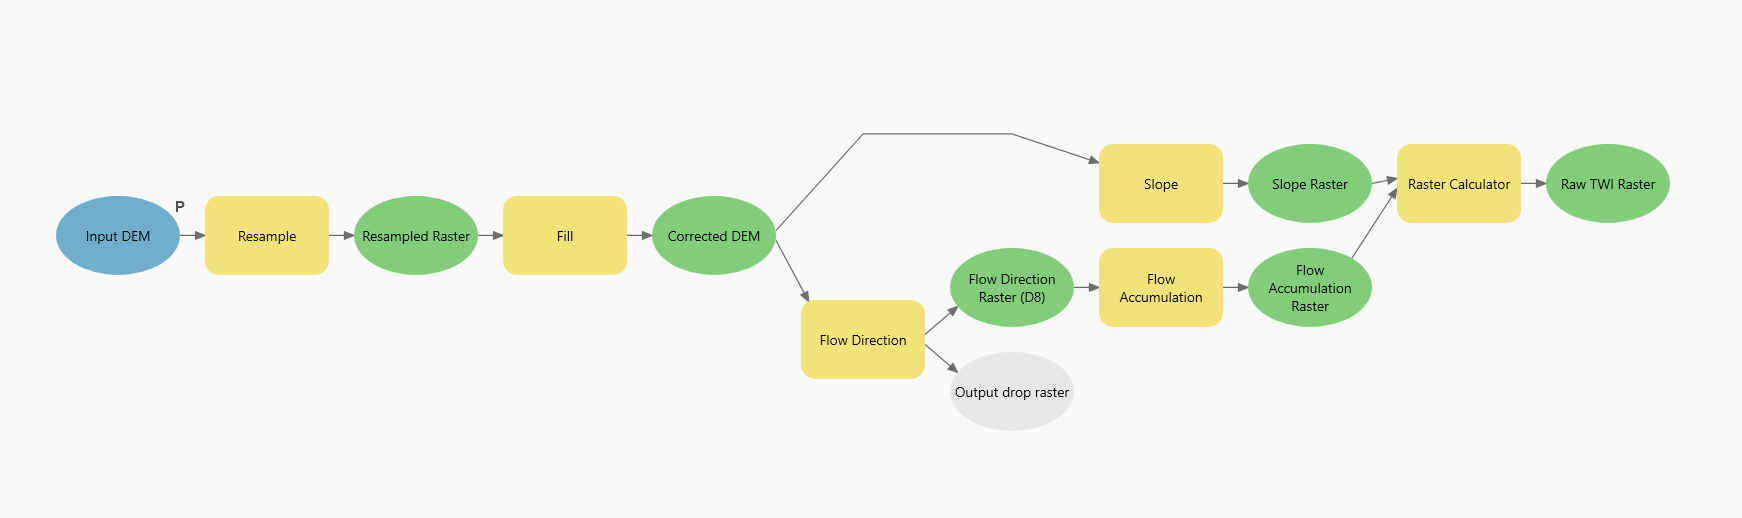 Input DEM
P
Resample
Resampled Raster
Fill
Corrected DEM
Slope
Slope Raster
Raster Calculator
Raw TWI Raster
Flow Direction
Flow Direction
Raster (D8)
Flow
Accumulation
Flow
Accumulation
Raster
Output drop raster